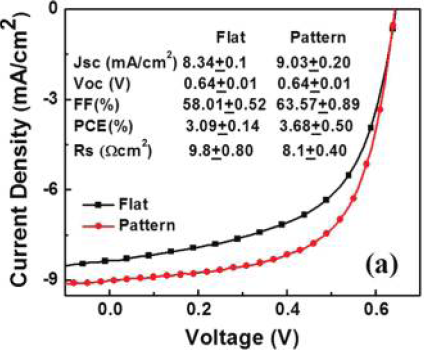 Flat Pattern
Jsc (mA/cm²) 8.34±0.1 9.03±0.20
Voc (V) 0.64±0.01 0.64±0.01
FF(%) 58.01±0.52 63.57±0.89
PCE(%) 3.09±0.14 3.68±0.50
Rs (Ωcm²) 9.8±0.80 8.1±0.40
Current Density (mA/cm²)
0
-3
-6
-9
Flat
Pattern
(a)
0.0 0.2 0.4 0.6
Voltage (V)